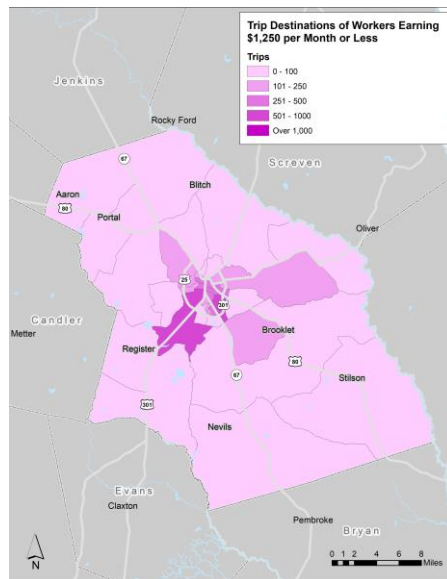 Trip Destinations of Workers Earning
$1,250 per Month or Less
Trips
0 - 100
101 - 250
251 - 500
501 - 1000
Over 1,000
Jenkins
Rocky Ford
Screven
67
Aaron
Blitch
80
Portal
Oliver
25
301
Candler
Metter
Brooklet
Register
80
67
Stilson
301
Nevils
Evans
Claxton
Pembroke
Bryan
N
0 1 2 4 6 8
Miles